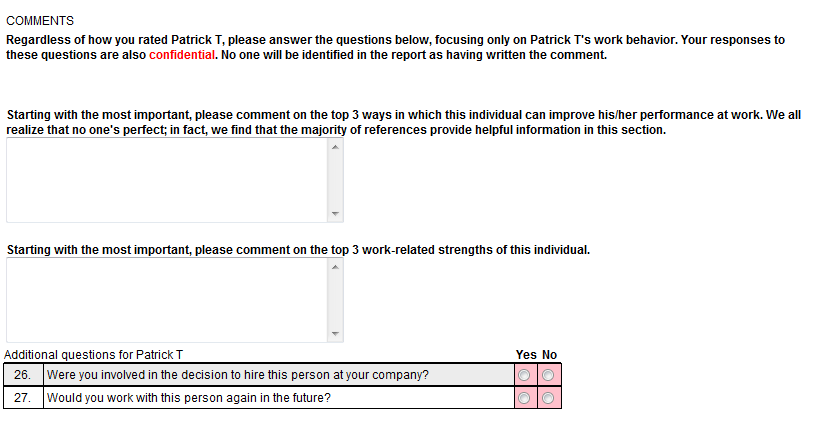 COMMENTS
Regardless of how you rated Patrick T, please answer the questions below, focusing only on Patrick T's work behavior. Your responses to
these questions are also confidential. No one will be identified in the report as having written the comment.
Starting with the most important, please comment on the top 3 ways in which this individual can improve his/her performance at work. We all
realize that no one's perfect; in fact, we find that the majority of references provide helpful information in this section.
Starting with the most important, please comment on the top 3 work-related strengths of this individual.
Additional questions for Patrick T Yes No
26. Were you involved in the decision to hire this person at your company?
27. Would you work with this person again in the future?